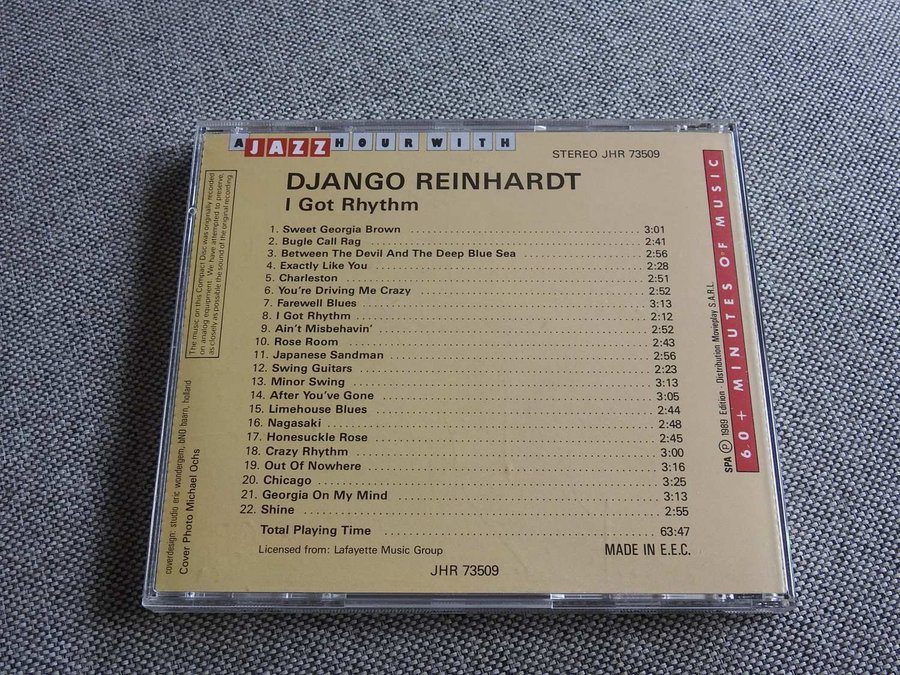 A JAZZ HOUR WITH
STEREO JHR 73509
DJANGO REINHARDT
I Got Rhythm
1. Sweet Georgia Brown 3:01
2. Bugle Call Rag 2:41
3. Between The Devil And The Deep Blue Sea 2:56
4. Exactly Like You 2:28
5. Charleston 2:51
6. You're Driving Me Crazy 2:52
7. Farewell Blues 3:13
8. I Got Rhythm 2:12
9. Ain't Misbehavin' 2:52
10. Rose Room 2:43
11. Japanese Sandman 2:56
12. Swing Guitars 2:23
13. Minor Swing 3:13
14. After You've Gone 3:05
15. Limehouse Blues 2:44
16. Nagasaki 2:48
17. Honesuckle Rose 2:45
18. Crazy Rhythm 3:00
19. Out Of Nowhere 3:16
20. Chicago 3:25
21. Georgia On My Mind 3:13
22. Shine 2:55
Total Playing Time 63:47
Licensed from: Lafayette Music Group
MADE IN E.E.C.
JHR 73509
The music on this Compact Disc was originally recorded
on analog equipment. We have attempted to preserve,
as closely as possible the sound of the original recording.
coverdesign: studio eric wondergem, bND baarn, holland
Cover Photo Michael Ochs
SPA Ⓟ 1989 Edition · Distribution Movieplay S.A.R.L.
60+ MINUTES OF MUSIC